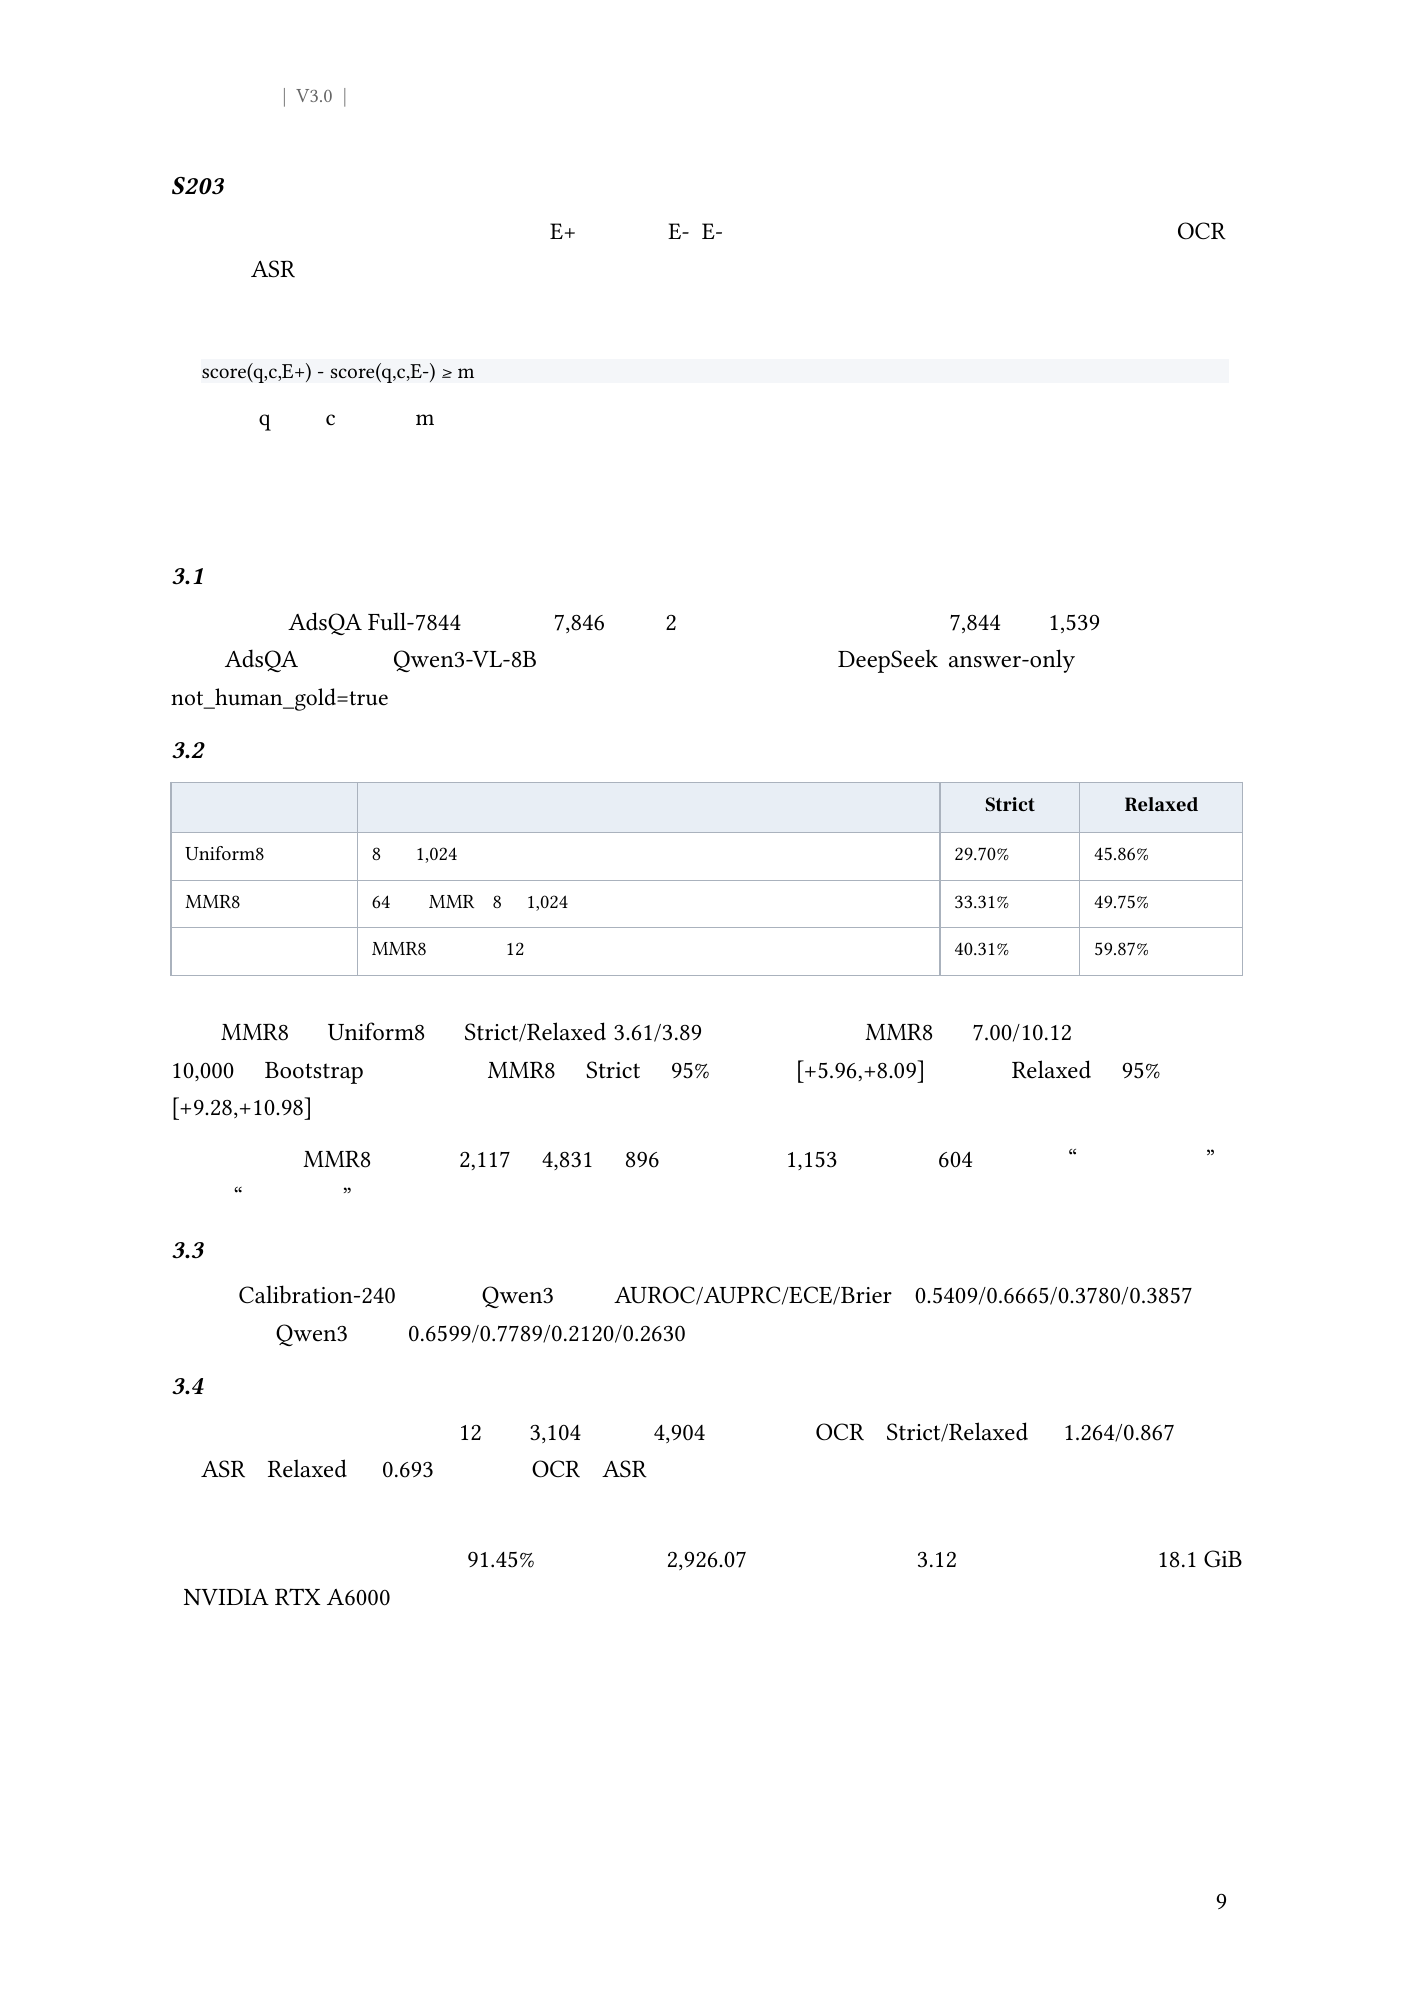 | V3.0 |
S203
E+ E- E- OCR
ASR
score(q,c,E+) - score(q,c,E-) ≥ m
q c m
3.1
AdsQA Full-7844 7,846 2 7,844 1,539
AdsQA Qwen3-VL-8B DeepSeek answer-only
not_human_gold=true
3.2
Strict Relaxed
Uniform8 8 1,024 29.70% 45.86%
MMR8 64 MMR 8 1,024 33.31% 49.75%
MMR8 12 40.31% 59.87%
MMR8 Uniform8 Strict/Relaxed 3.61/3.89 MMR8 7.00/10.12
10,000 Bootstrap MMR8 Strict 95% [+5.96,+8.09] Relaxed 95%
[+9.28,+10.98]
MMR8 2,117 4,831 896 1,153 604 “ ”
“ ”
3.3
Calibration-240 Qwen3 AUROC/AUPRC/ECE/Brier 0.5409/0.6665/0.3780/0.3857
Qwen3 0.6599/0.7789/0.2120/0.2630
3.4
12 3,104 4,904 OCR Strict/Relaxed 1.264/0.867
ASR Relaxed 0.693 OCR ASR
91.45% 2,926.07 3.12 18.1 GiB
NVIDIA RTX A6000
9